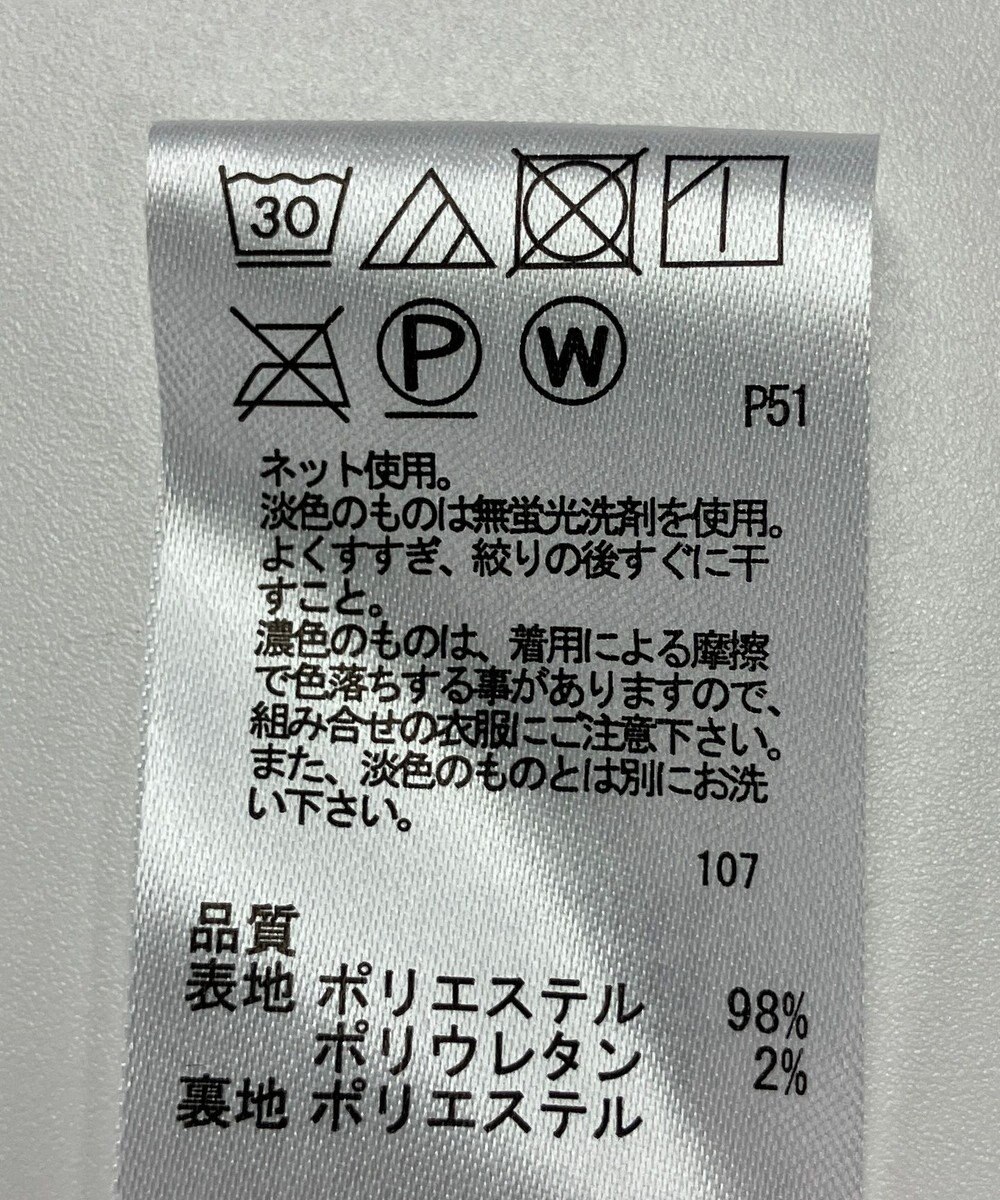 30
P W
P51
ネット使用。
淡色のものは無蛍光洗剤を使用。
よくすすぎ、絞りの後すぐに干
すこと。
濃色のものは、着用による摩擦
で色落ちする事がありますので、
組み合せの衣服にご注意下さい。
また、淡色のものとは別にお洗
い下さい。
107
品質
表地 ポリエステル 98%
ポリウレタン 2%
裏地 ポリエステル